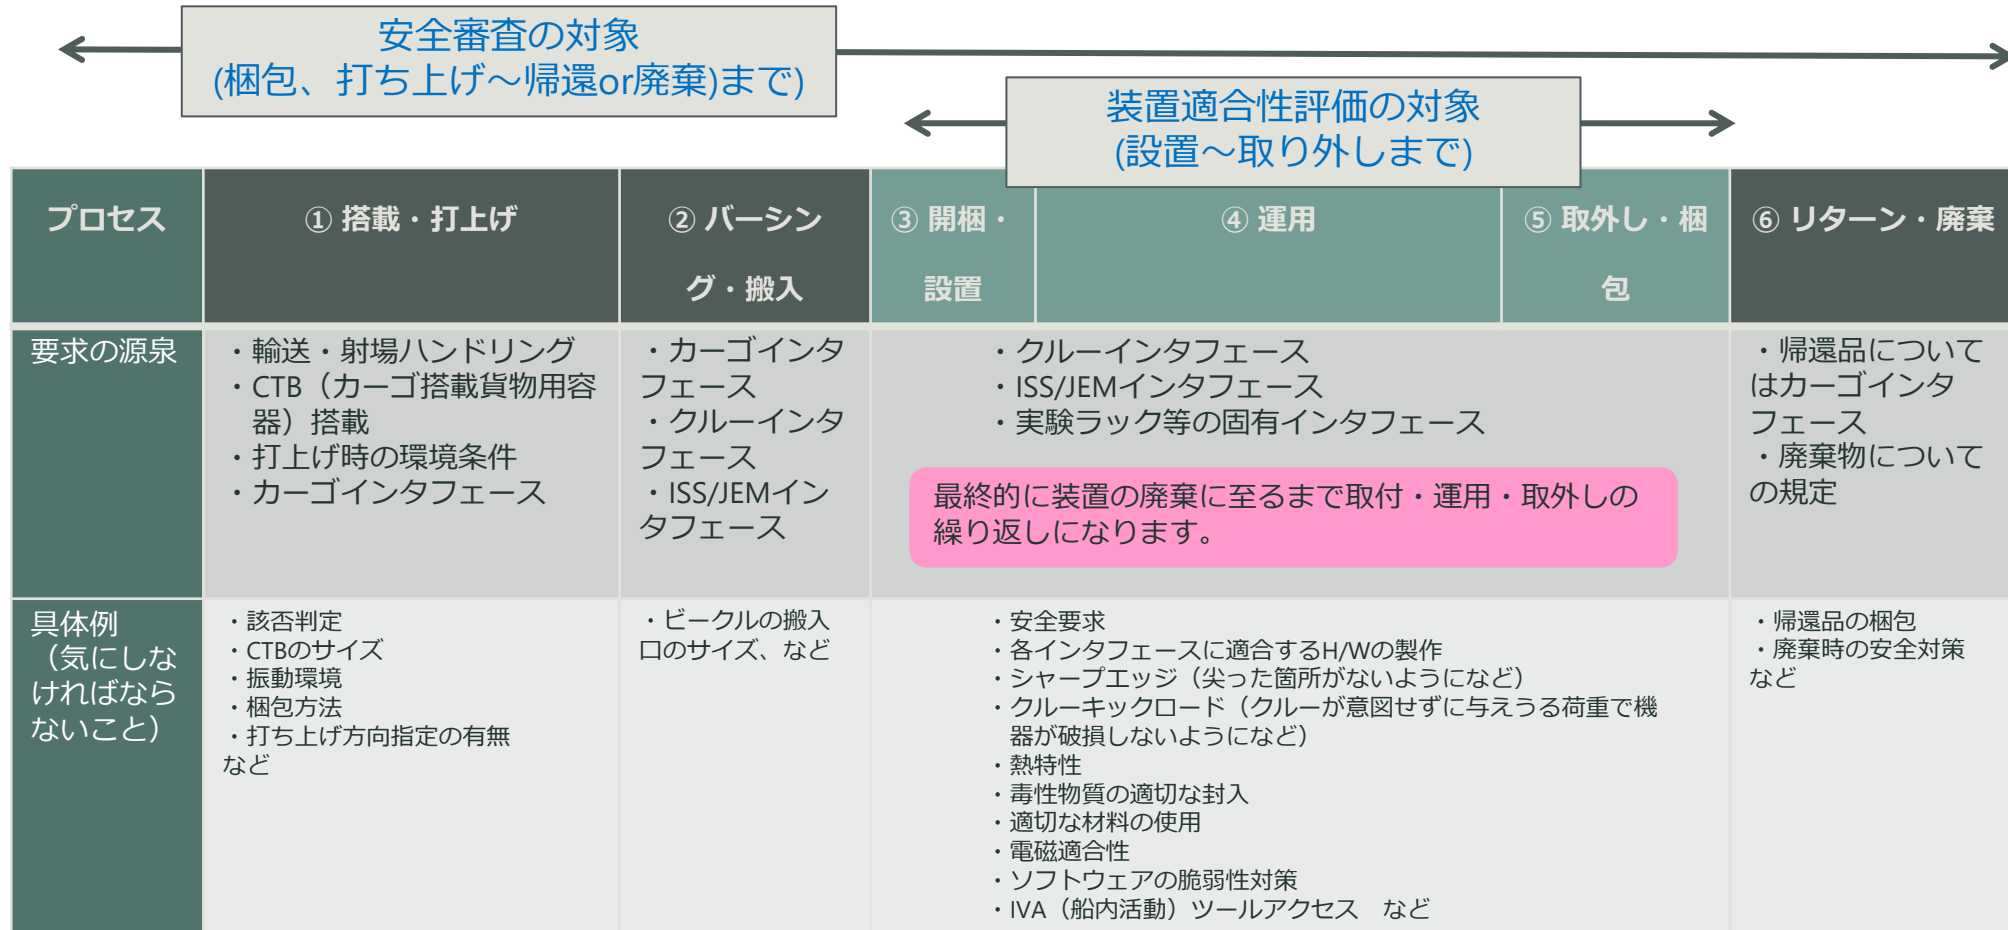 安全審査の対象
(梱包、打ち上げ～帰還or廃棄)まで)
装置適合性評価の対象
(設置～取り外しまで)
プロセス
① 搭載・打上げ
② バーシン
グ・搬入
③ 開梱・
設置
④ 運用
⑤ 取外し・梱
包
⑥ リターン・廃棄
要求の源泉
・輸送・射場ハンドリング
・CTB（カーゴ搭載貨物用容
器）搭載
・打上げ時の環境条件
・カーゴインタフェース
・カーゴインタ
フェース
・クルーインタ
フェース
・ISS/JEMイン
タフェース
・クルーインタフェース
・ISS/JEMインタフェース
・実験ラック等の固有インタフェース
最終的に装置の廃棄に至るまで取付・運用・取外しの
繰り返しになります。
・帰還品について
はカーゴインタ
フェース
・廃棄物について
の規定
具体例
（気にしな
ければなら
ないこと）
・該否判定
・CTBのサイズ
・振動環境
・梱包方法
・打ち上げ方向指定の有無
など
・ビークルの搬入
口のサイズ、など
・安全要求
・各インタフェースに適合するH/Wの製作
・シャープエッジ（尖った箇所がないようになど）
・クルーキックロード（クルーが意図せずに与えうる荷重で機
器が破損しないようになど）
・熱特性
・毒性物質の適切な封入
・適切な材料の使用
・電磁適合性
・ソフトウェアの脆弱性対策
・IVA（船内活動）ツールアクセス　など
・帰還品の梱包
・廃棄時の安全対策
など